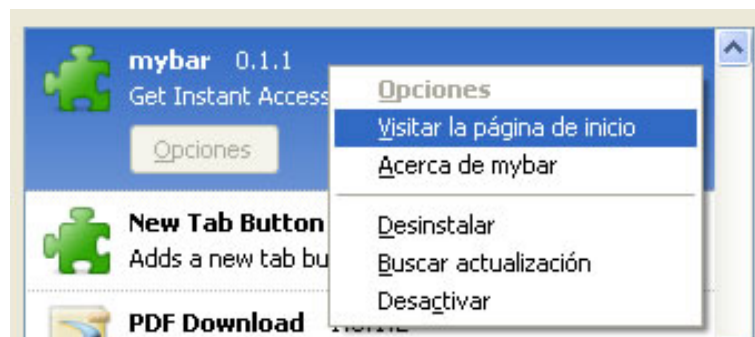 mybar 0.1.1
Get Instant Access
Opciones
Opciones
Visitar la página de inicio
Acerca de mybar
Desinstalar
Buscar actualización
Desactivar
New Tab Button
Adds a new tab bu
PDF Download